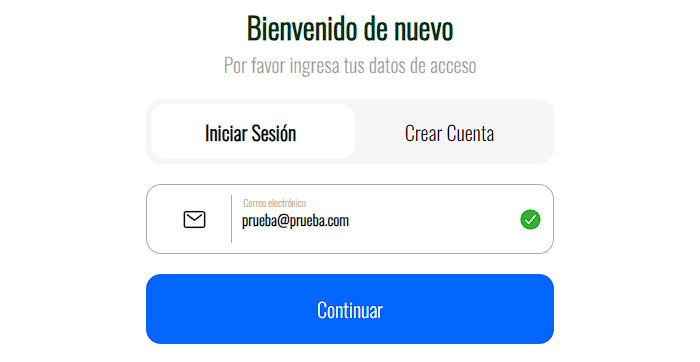 Bienvenido de nuevo
Por favor ingresa tus datos de acceso
Iniciar Sesión
Crear Cuenta
Correo electrónico
prueba@prueba.com
Continuar